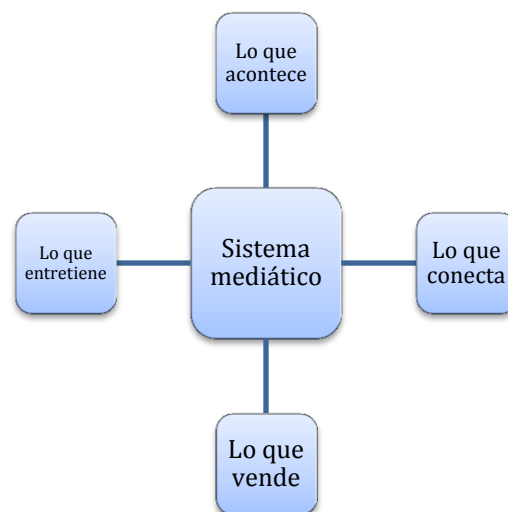 Lo que
acontece
Lo que
entretiene
Sistema
mediático
Lo que
conecta
Lo que
vende